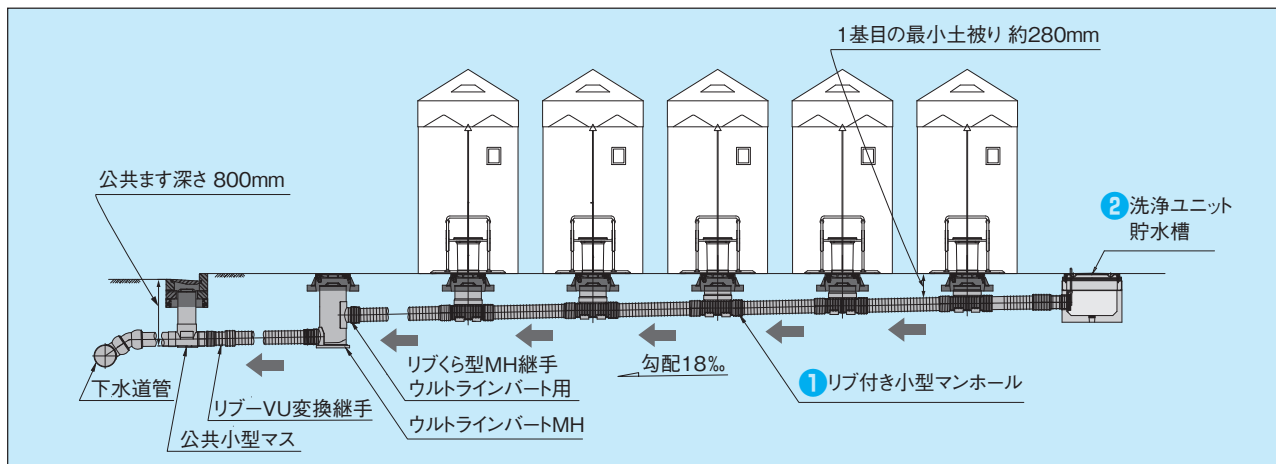 1基目の最小土被り 約280mm
公共ます深さ 800mm
2 洗浄ユニット
貯水槽
下水道管
リブーVU変換継手
公共小型マス
リブくら型MH継手
ウルトラインバート用
ウルトラインバートMH
勾配18‰
1 リブ付き小型マンホール